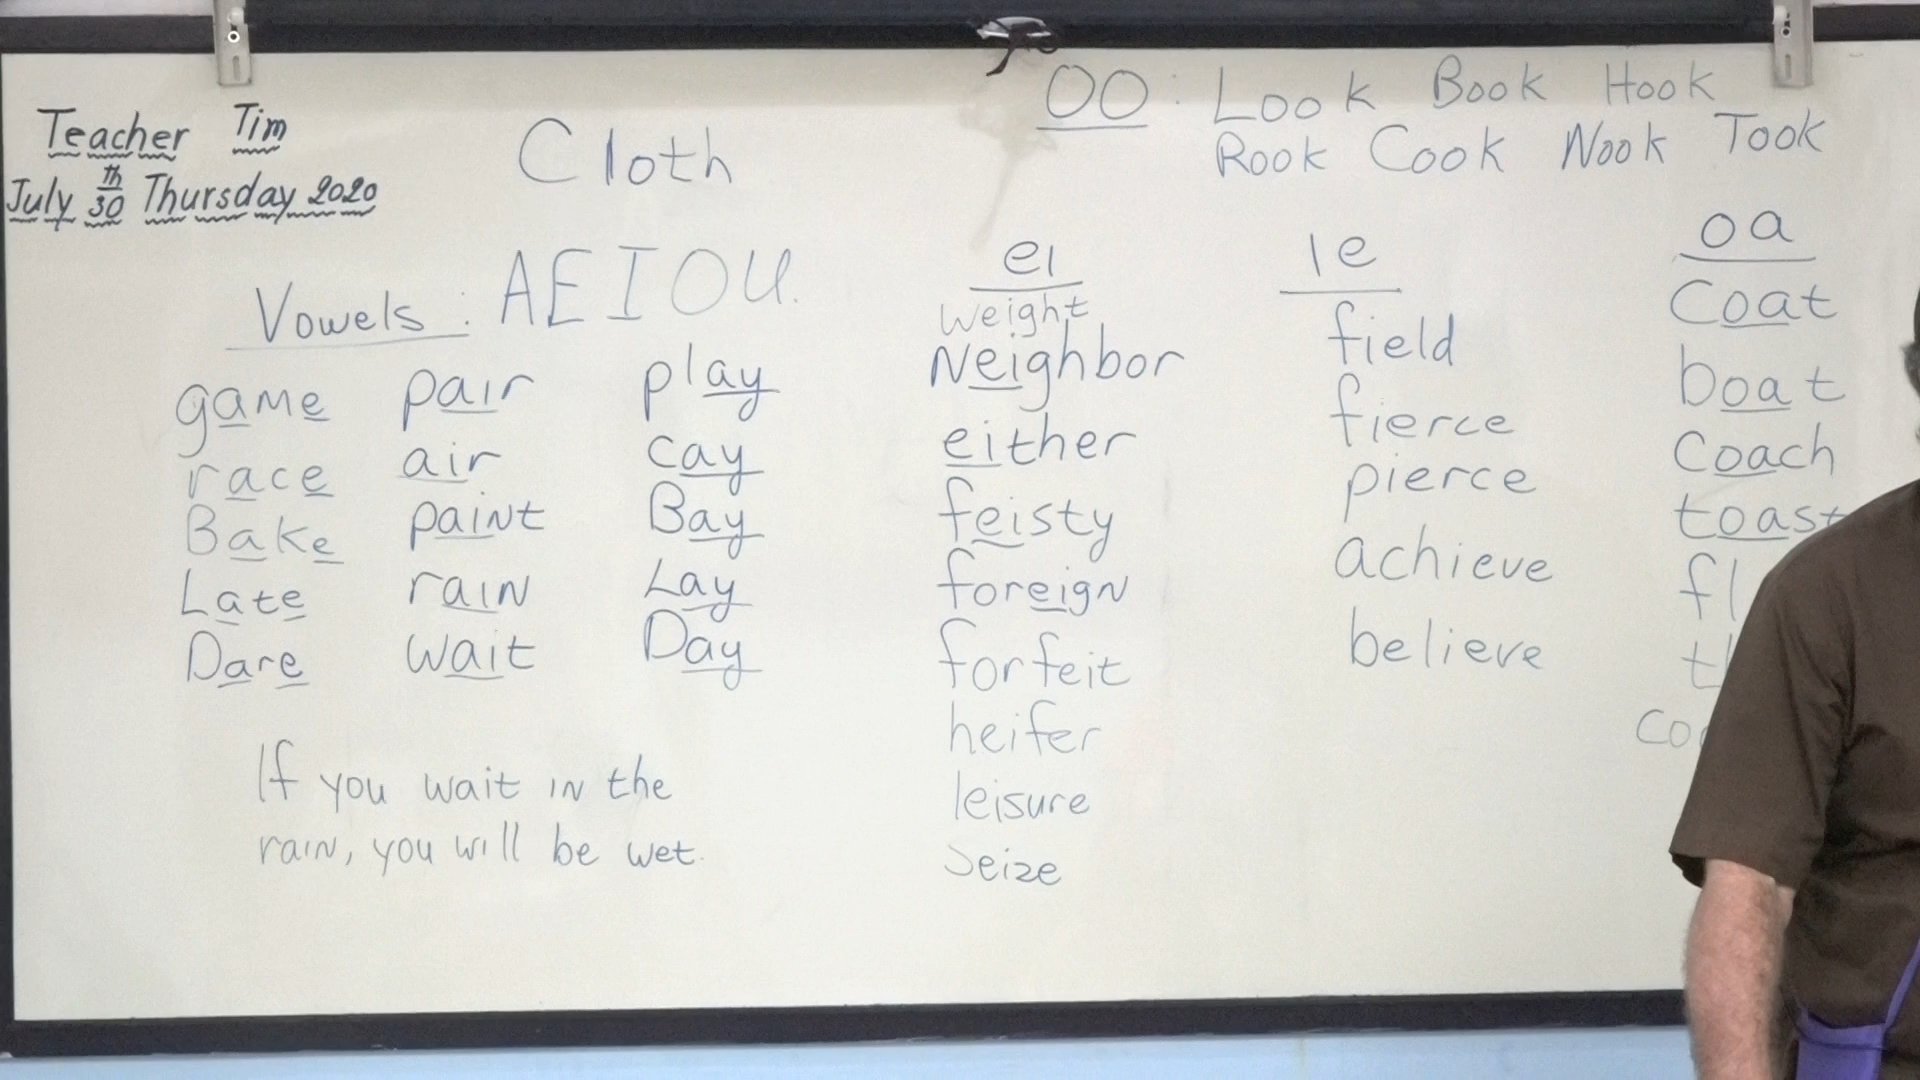 Teacher Tim
July 30th Thursday 2020
Cloth
OO: Look Book Hook
Rook Cook Nook Took
Vowels: A E I O U.
game pair play
race air cay
Bake paint Bay
Late rain Lay
Dare wait Day
If you wait in the
rain, you will be wet.
ei
weight
Neighbor
either
feisty
foreign
forfeit
heifer
leisure
Seize
ie
field
fierce
pierce
achieve
believe
oa
Coat
boat
Coach
toast